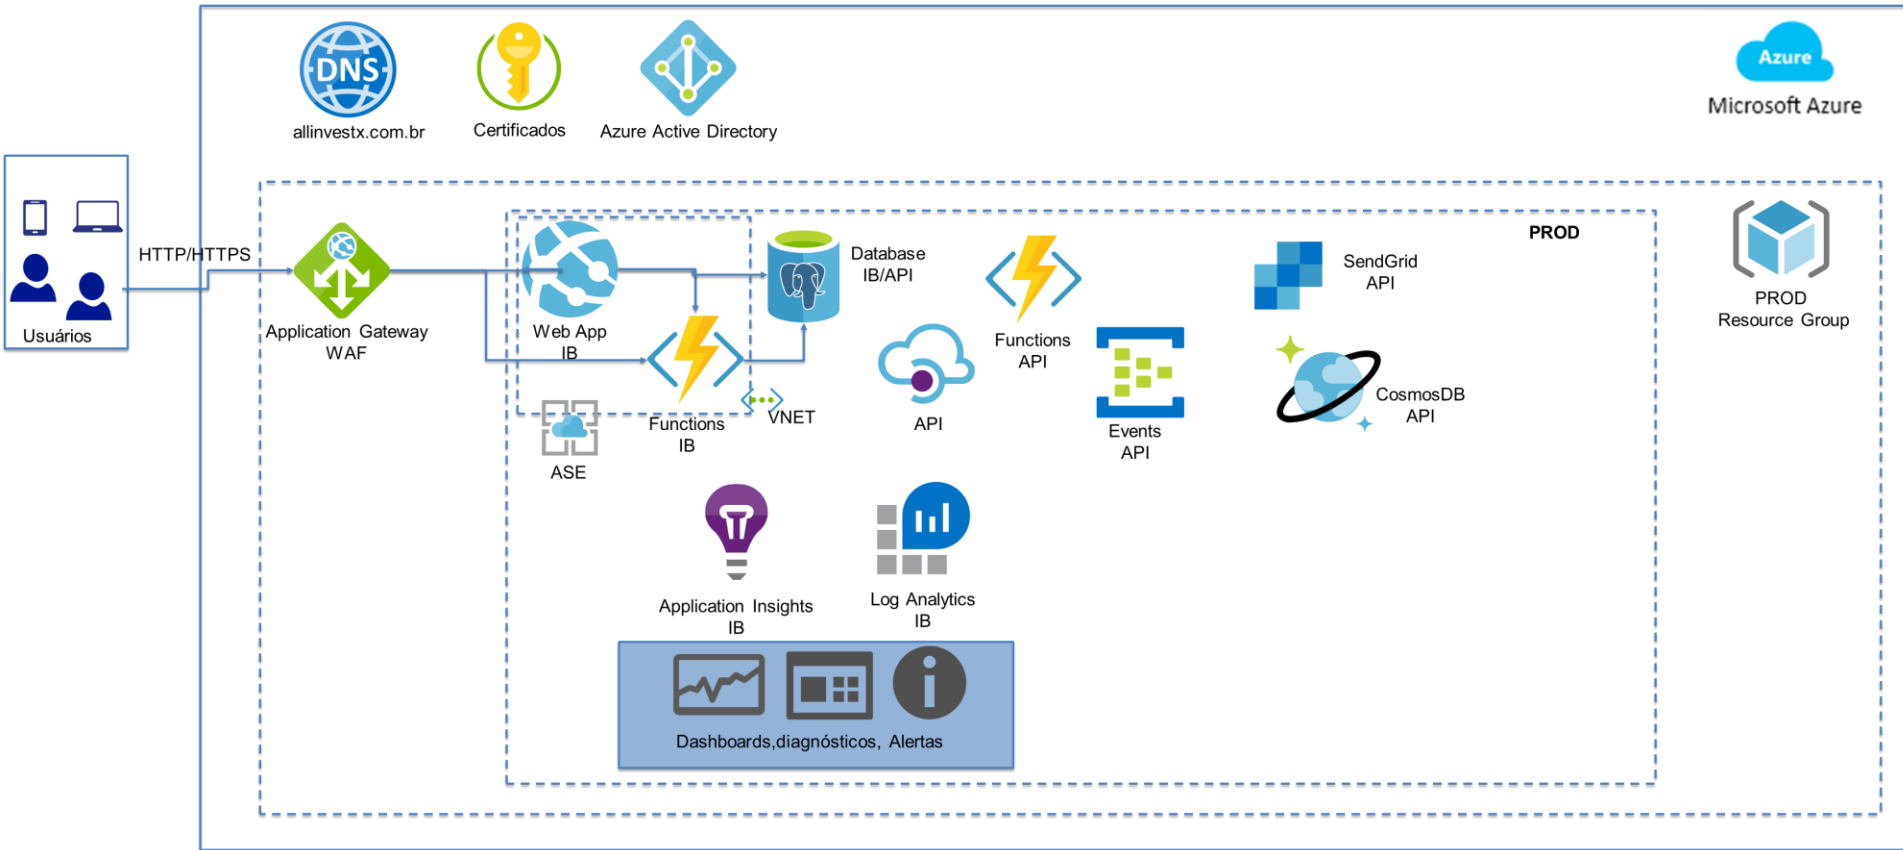 DNS
allinvestx.com.br
Certificados
Azure Active Directory
Azure
Microsoft Azure
Usuários
HTTP/HTTPS
Application Gateway
WAF
Web App
IB
Functions
IB
VNET
ASE
Database
IB/API
API
Functions
API
Events
API
SendGrid
API
CosmosDB
API
PROD
PROD
Resource Group
Application Insights
IB
Log Analytics
IB
Dashboards,diagnósticos, Alertas